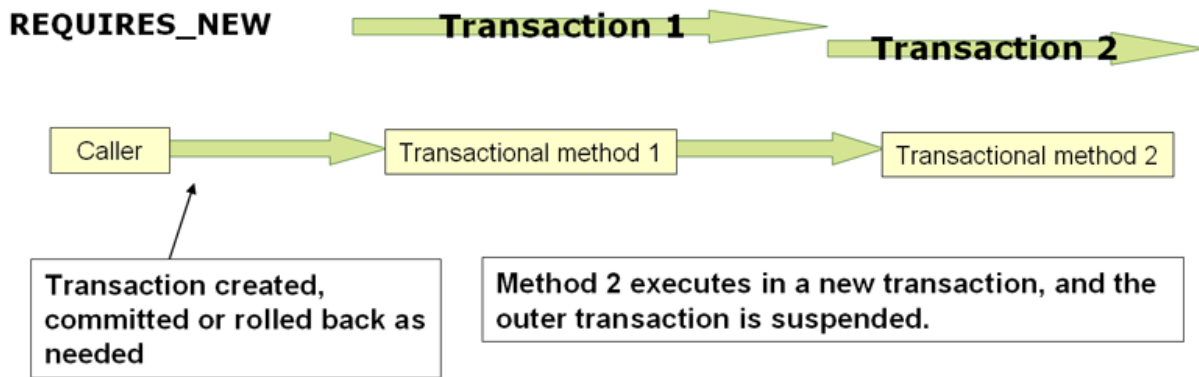 REQUIRES_NEW
Transaction 1
Transaction 2
Caller
Transactional method 1
Transactional method 2
Transaction created,
committed or rolled back as
needed
Method 2 executes in a new transaction, and the
outer transaction is suspended.